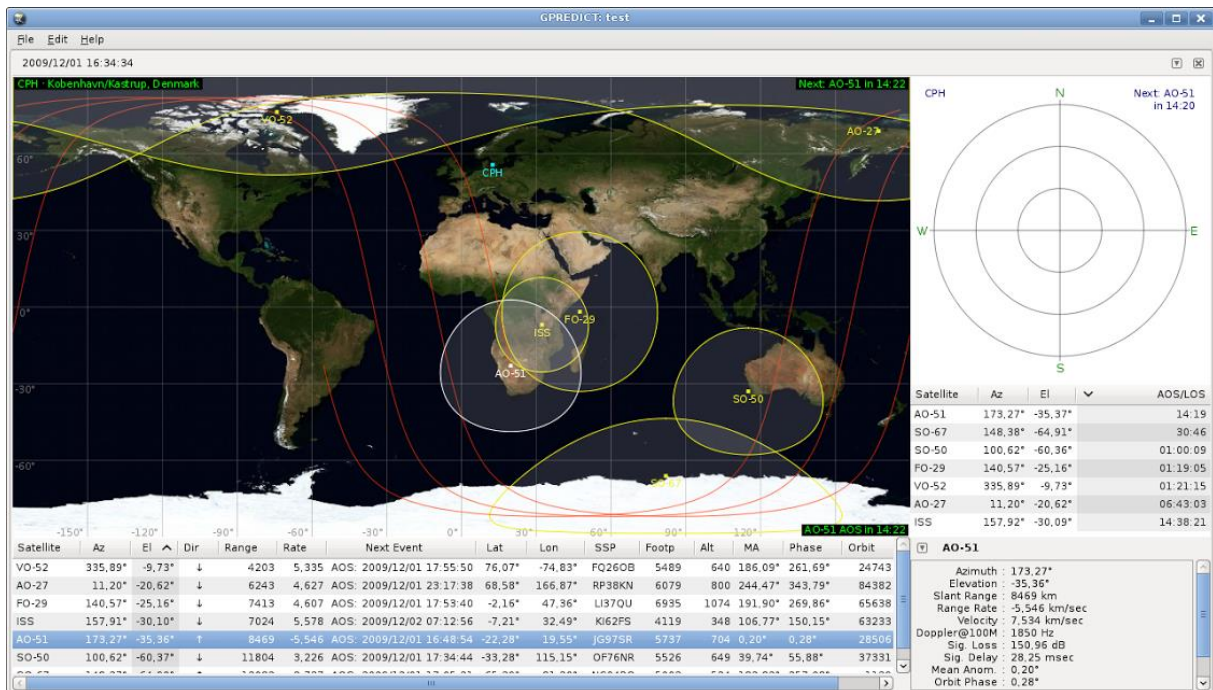 GPREDICT: test
File Edit Help
2009/12/01 16:34:34
CPH · Kobenhavn/Kastrup, Denmark
Next: AO-51 in 14:22
VO-52
AO-27
60°
CPH
30°
0°
FO-29
ISS
AO-51
-30°
SO-50
-60°
SO-67
-150° -120° -90° -60° -30° 0° 30° 60° 90° 120°
AO-51 AOS in 14:22
CPH
N
Next: AO-51
in 14:20
W
E
S
Satellite Az El AOS/LOS
AO-51 173,27° -35,37° 14:19
SO-67 148,38° -64,91° 30:46
SO-50 100,62° -60,36° 01:00:09
FO-29 140,57° -25,16° 01:19:05
VO-52 335,89° -9,73° 01:21:15
AO-27 11,20° -20,62° 06:43:03
ISS 157,92° -30,09° 14:38:21
Satellite Az El Dir Range Rate Next Event Lat Lon SSP Footp Alt MA Phase Orbit
VO-52 335,89° -9,73° ↓ 4203 5,335 AOS: 2009/12/01 17:55:50 76,07° -74,83° FQ26OB 5489 640 186,09° 261,69° 24743
AO-27 11,20° -20,62° ↓ 6243 4,627 AOS: 2009/12/01 23:17:38 68,58° 166,87° RP38KN 6079 800 244,47° 343,79° 84382
FO-29 140,57° -25,16° ↓ 7413 4,607 AOS: 2009/12/01 17:53:40 -2,16° 47,36° LI37QU 6935 1074 191,90° 269,86° 65638
ISS 157,91° -30,10° ↓ 7024 5,578 AOS: 2009/12/02 07:12:56 -7,21° 32,49° KI62FS 4119 348 106,77° 150,15° 63233
AO-51 173,27° -35,36° ↑ 8469 -5,546 AOS: 2009/12/01 16:48:54 -22,28° 19,55° JG97SR 5737 704 0,20° 0,28° 28506
SO-50 100,62° -60,37° ↓ 11804 3,226 AOS: 2009/12/01 17:34:44 -33,28° 115,15° OF76NR 5526 649 39,74° 55,88° 37331
AO-51
Azimuth : 173,27°
Elevation : -35,36°
Slant Range : 8469 km
Range Rate : -5,546 km/sec
Velocity : 7,534 km/sec
Doppler@100M : 1850 Hz
Sig. Loss : 150,96 dB
Sig. Delay : 28,25 msec
Mean Anom. : 0,20°
Orbit Phase : 0,28°